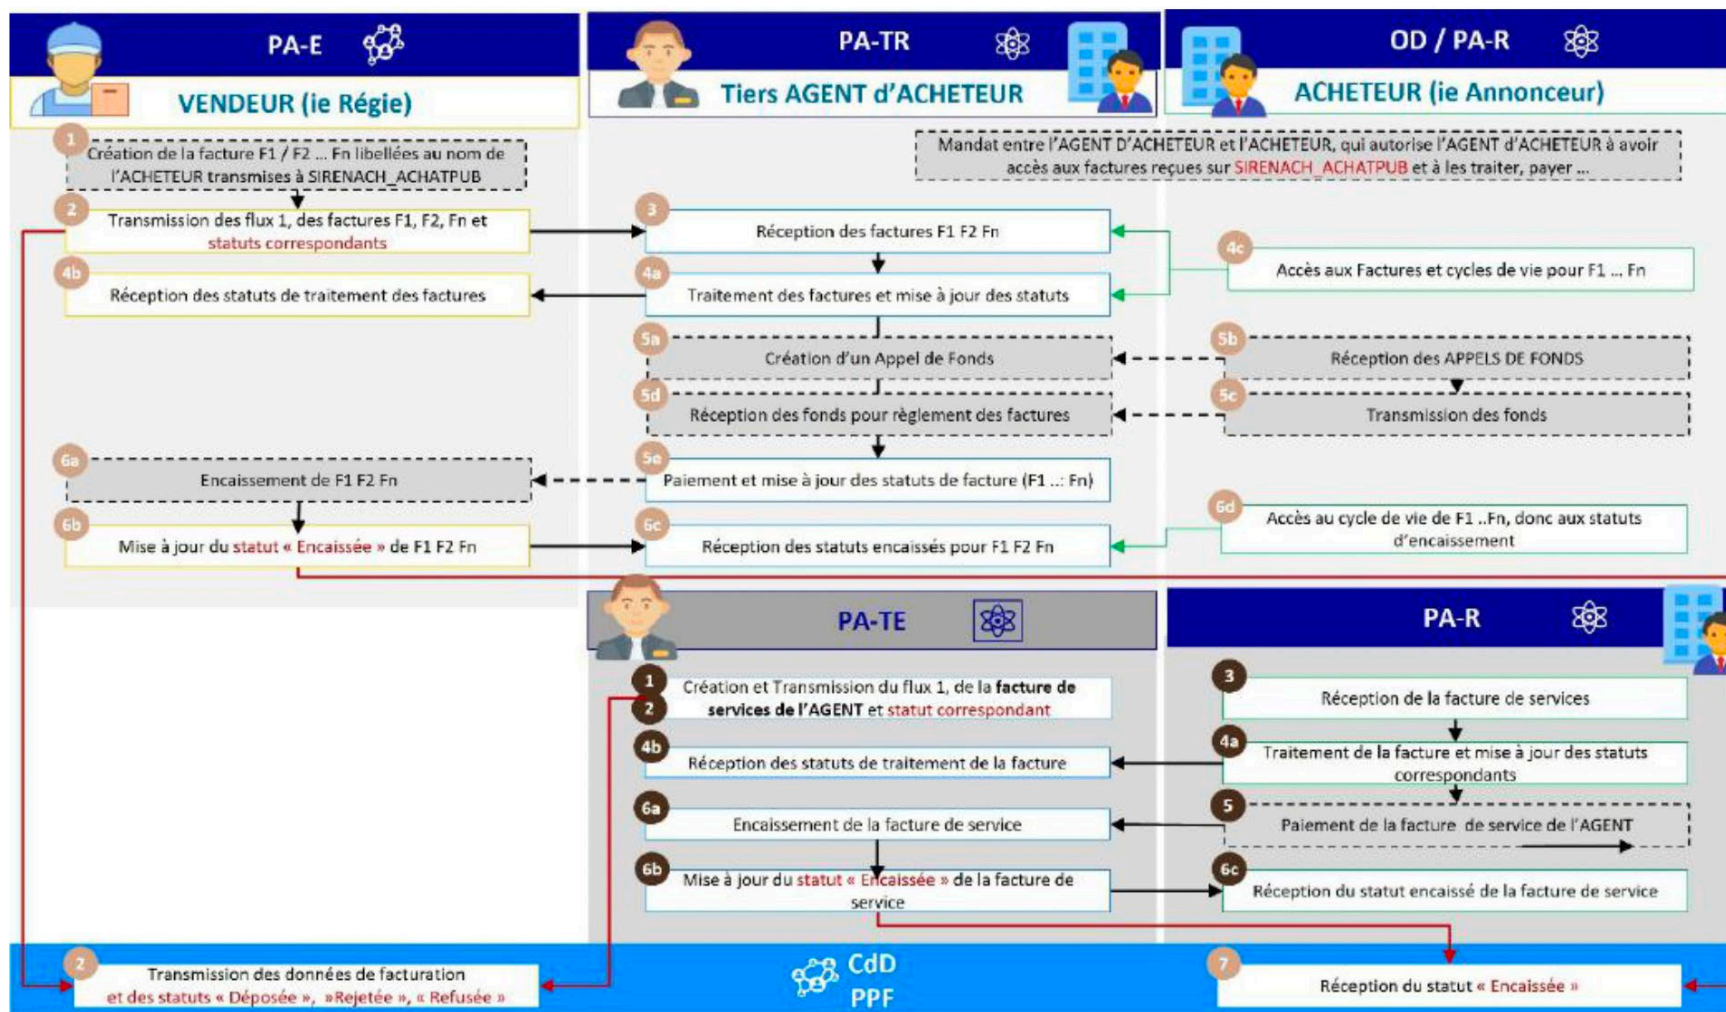 PA-E
VENDEUR (ie Régie)
PA-TR
Tiers AGENT d'ACHETEUR
OD / PA-R
ACHETEUR (ie Annonceur)
1
Création de la facture F1 / F2 ... Fn libellées au nom de
l'ACHETEUR transmises à SIRENACH_ACHATPUB
Mandat entre l'AGENT D'ACHETEUR et l'ACHETEUR, qui autorise l'AGENT d'ACHETEUR à avoir
accès aux factures reçues sur SIRENACH_ACHATPUB et à les traiter, payer ...
2
Transmission des flux 1, des factures F1, F2, Fn et
statuts correspondants
3
Réception des factures F1 F2 Fn
4c
Accès aux Factures et cycles de vie pour F1 ... Fn
4b
Réception des statuts de traitement des factures
4a
Traitement des factures et mise à jour des statuts
5a
Création d'un Appel de Fonds
5b
Réception des APPELS DE FONDS
5d
Réception des fonds pour règlement des factures
5c
Transmission des fonds
6a
Encaissement de F1 F2 Fn
5e
Paiement et mise à jour des statuts de facture (F1 ..: Fn)
6b
Mise à jour du statut « Encaissée » de F1 F2 Fn
6c
Réception des statuts encaissés pour F1 F2 Fn
6d
Accès au cycle de vie de F1 ..Fn, donc aux statuts
d'encaissement
PA-TE
PA-R
1
2
Création et Transmission du flux 1, de la facture de
services de l'AGENT et statut correspondant
3
Réception de la facture de services
4b
Réception des statuts de traitement de la facture
4a
Traitement de la facture et mise à jour des statuts
correspondants
6a
Encaissement de la facture de service
5
Paiement de la facture de service de l'AGENT
6b
Mise à jour du statut « Encaissée » de la facture de
service
6c
Réception du statut encaissé de la facture de service
2
Transmission des données de facturation
et des statuts « Déposée », »Rejetée », « Refusée »
CdD
PPF
7
Réception du statut « Encaissée »